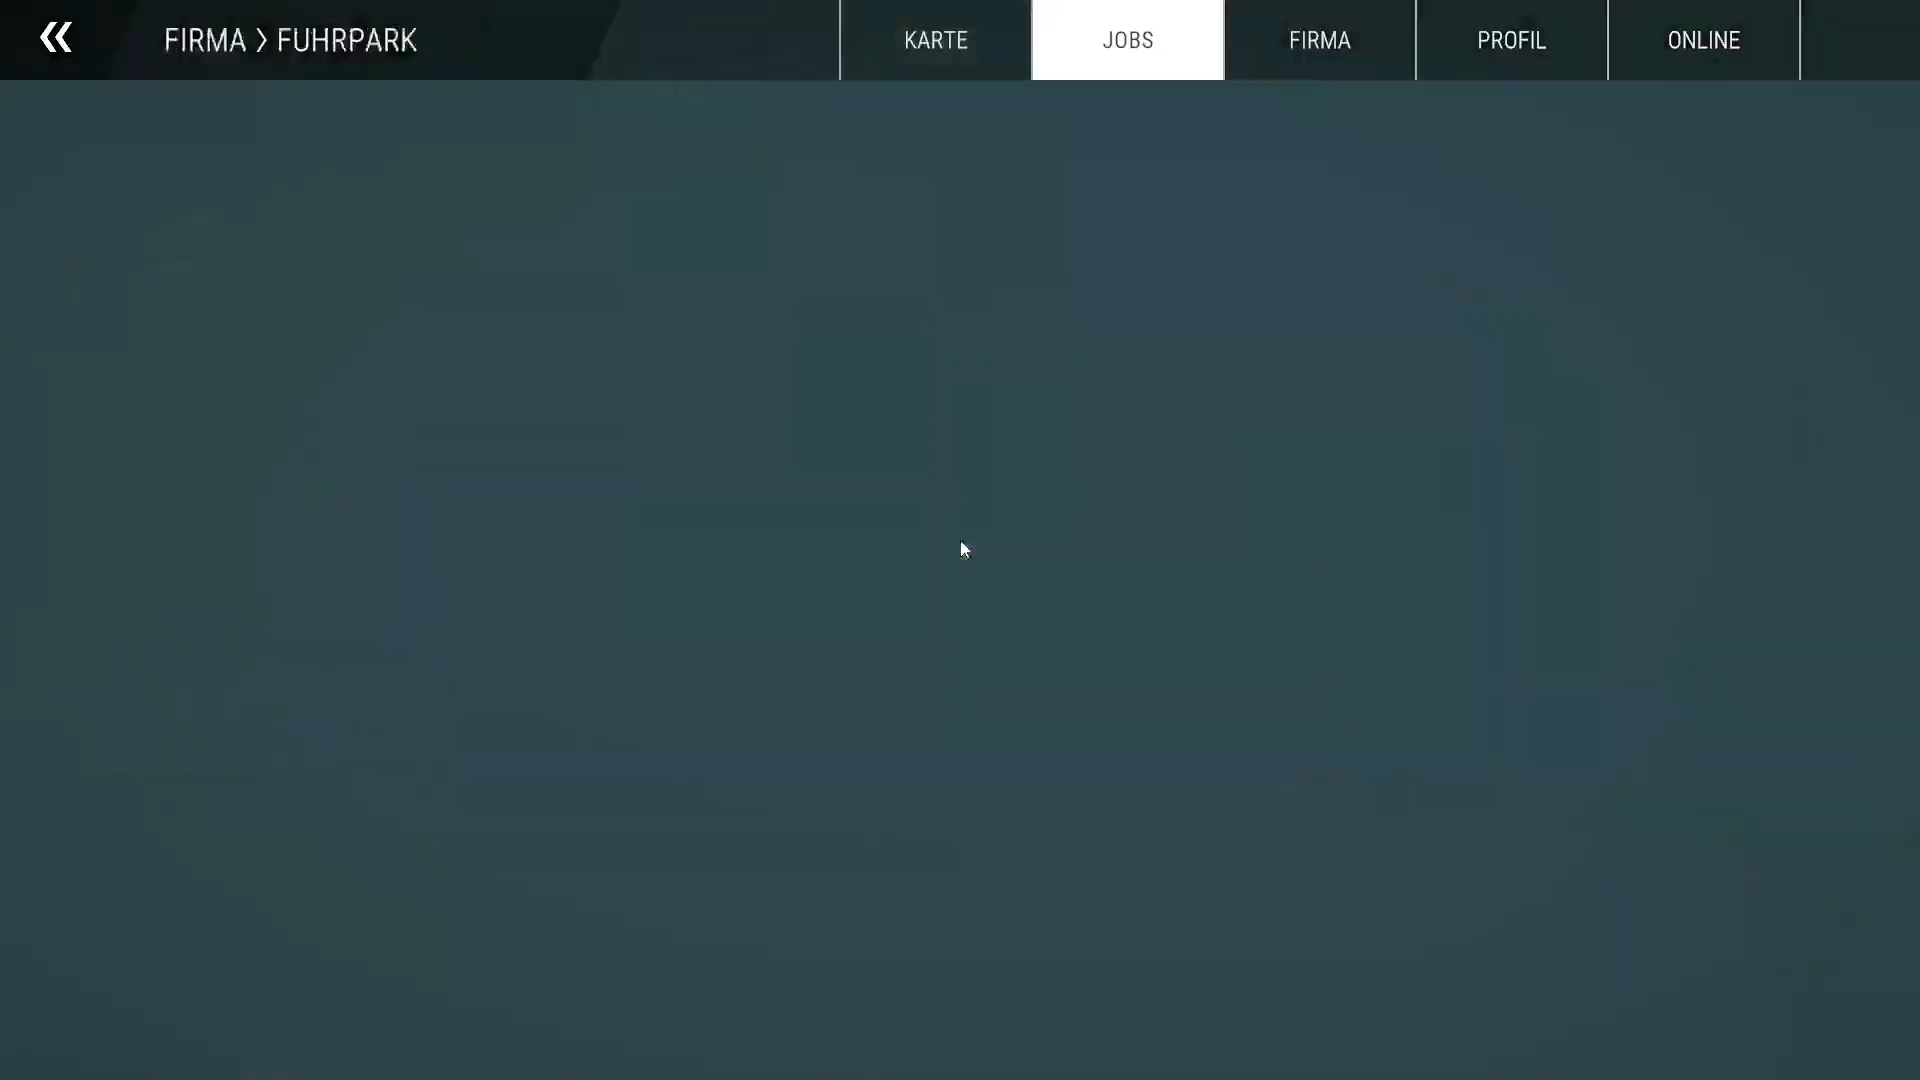 FIRMA > FUHRPARK
KARTE
JOBS
FIRMA
PROFIL
ONLINE